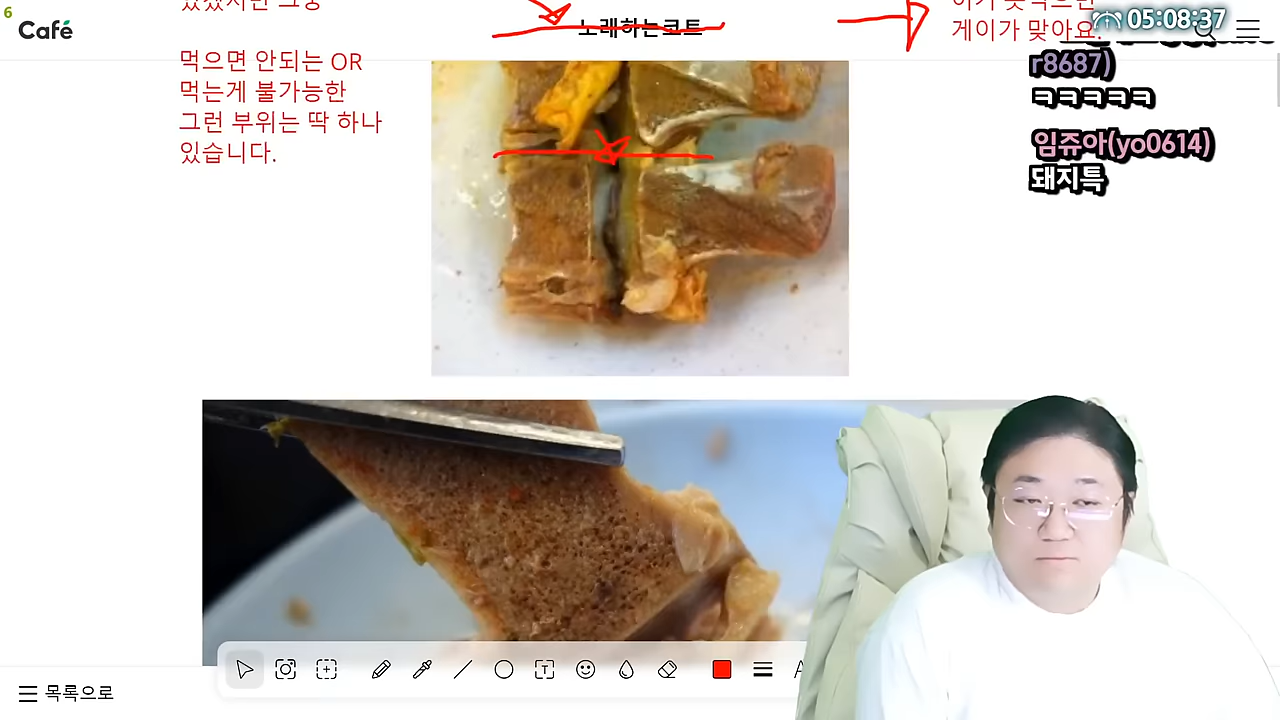 6
Café
노래하는코트
05:08:37
게이가 맞아요.
먹으면 안되는 OR
먹는게 불가능한
그런 부위는 딱 하나
있습니다.
r8687)
ㅋㅋㅋㅋㅋ
임쥬아(yo0614)
돼지특
목록으로